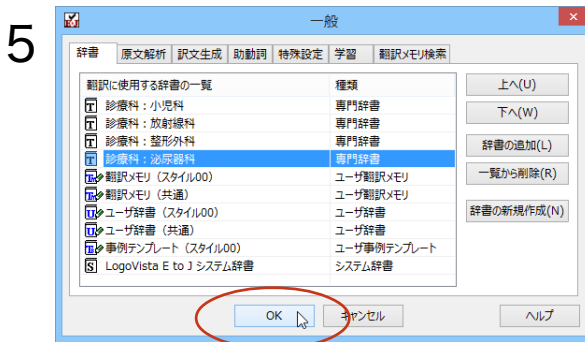 5
一般
辞書 原文解析 訳文生成 助動詞 特殊設定 学習 翻訳メモリ検索
翻訳に使用する辞書の一覧 種類
T 診療科：小児科 専門辞書
T 診療科：放射線科 専門辞書
T 診療科：整形外科 専門辞書
T 診療科：泌尿器科 専門辞書
翻訳メモリ（スタイル00） ユーザ翻訳メモリ
翻訳メモリ（共通） ユーザ翻訳メモリ
U ユーザ辞書（スタイル00） ユーザ辞書
U ユーザ辞書（共通） ユーザ辞書
事例テンプレート（スタイル00） ユーザ事例テンプレート
S LogoVista E to J システム辞書 システム辞書
上へ(U)
下へ(W)
辞書の追加(L)
一覧から削除(R)
辞書の新規作成(N)
OK キャンセル ヘルプ